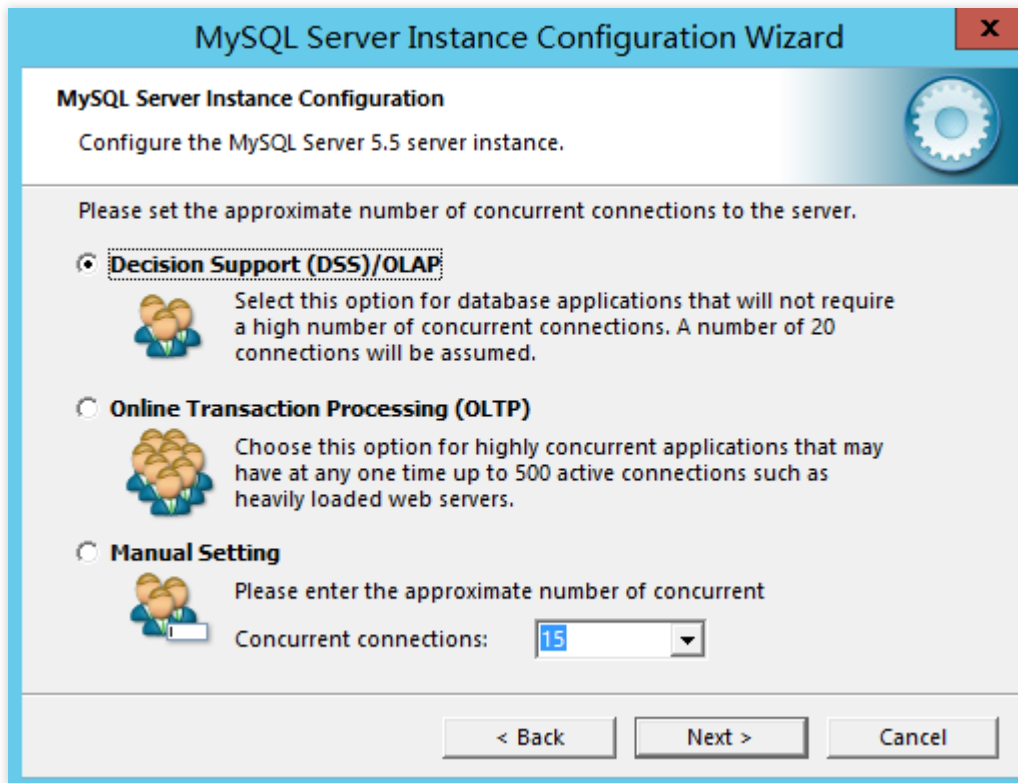 MySQL Server Instance Configuration Wizard
x
MySQL Server Instance Configuration
Configure the MySQL Server 5.5 server instance.
Please set the approximate number of concurrent connections to the server.
Decision Support (DSS)/OLAP
Select this option for database applications that will not require
a high number of concurrent connections. A number of 20
connections will be assumed.
Online Transaction Processing (OLTP)
Choose this option for highly concurrent applications that may
have at any one time up to 500 active connections such as
heavily loaded web servers.
Manual Setting
Please enter the approximate number of concurrent
Concurrent connections: 15
< Back Next > Cancel